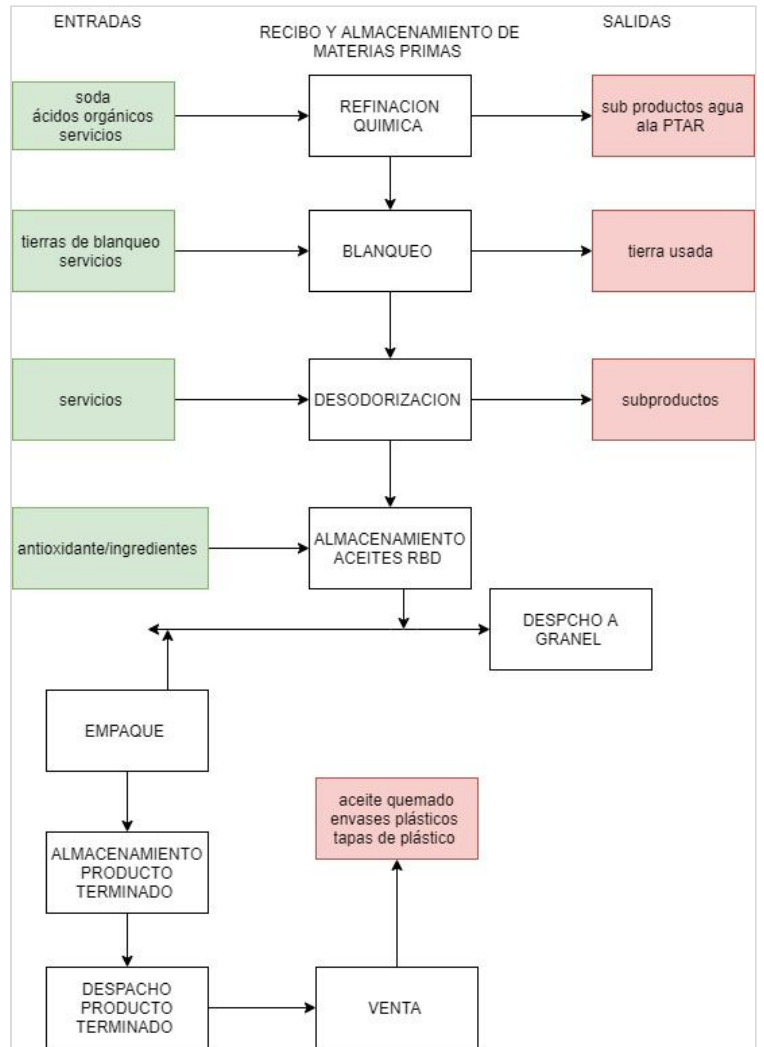 ENTRADAS
RECIBO Y ALMACENAMIENTO DE
MATERIAS PRIMAS
SALIDAS
soda
ácidos orgánicos
servicios
REFINACION
QUIMICA
sub productos agua
ala PTAR
tierras de blanqueo
servicios
BLANQUEO
tierra usada
servicios
DESODORIZACION
subproductos
antioxidante/ingredientes
ALMACENAMIENTO
ACEITES RBD
DESPCHO A
GRANEL
EMPAQUE
aceite quemado
envases plásticos
tapas de plástico
ALMACENAMIENTO
PRODUCTO
TERMINADO
DESPACHO
PRODUCTO
TERMINADO
VENTA